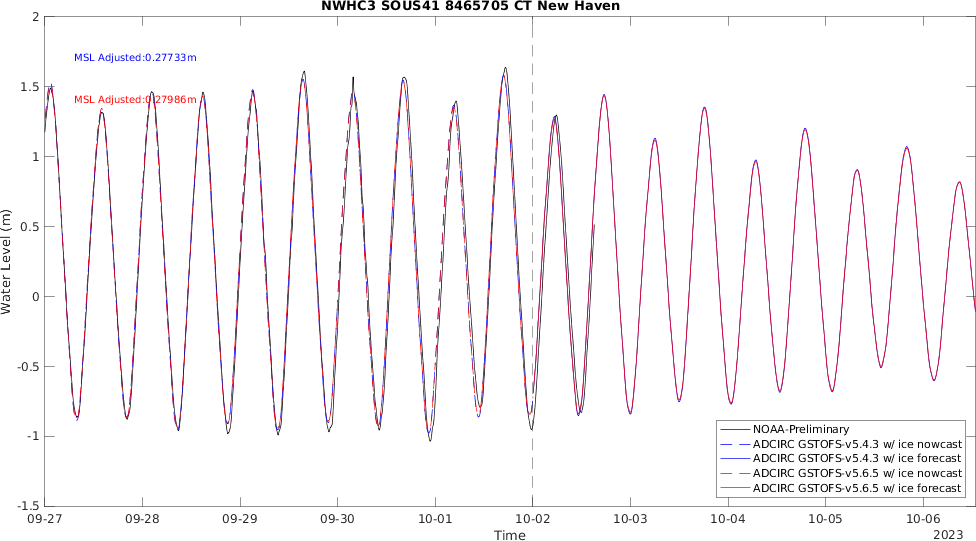 NWHC3 SOUS41 8465705 CT New Haven
2
1.5
1
0.5
0
-0.5
-1
-1.5
Water Level (m)
MSL Adjusted:0.27733m
MSL Adjusted:0.27986m
NOAA-Preliminary
ADCIRC GSTOFS-v5.4.3 w/ ice nowcast
ADCIRC GSTOFS-v5.4.3 w/ ice forecast
ADCIRC GSTOFS-v5.6.5 w/ ice nowcast
ADCIRC GSTOFS-v5.6.5 w/ ice forecast
09-27 09-28 09-29 09-30 10-01 10-02 10-03 10-04 10-05 10-06
Time
2023